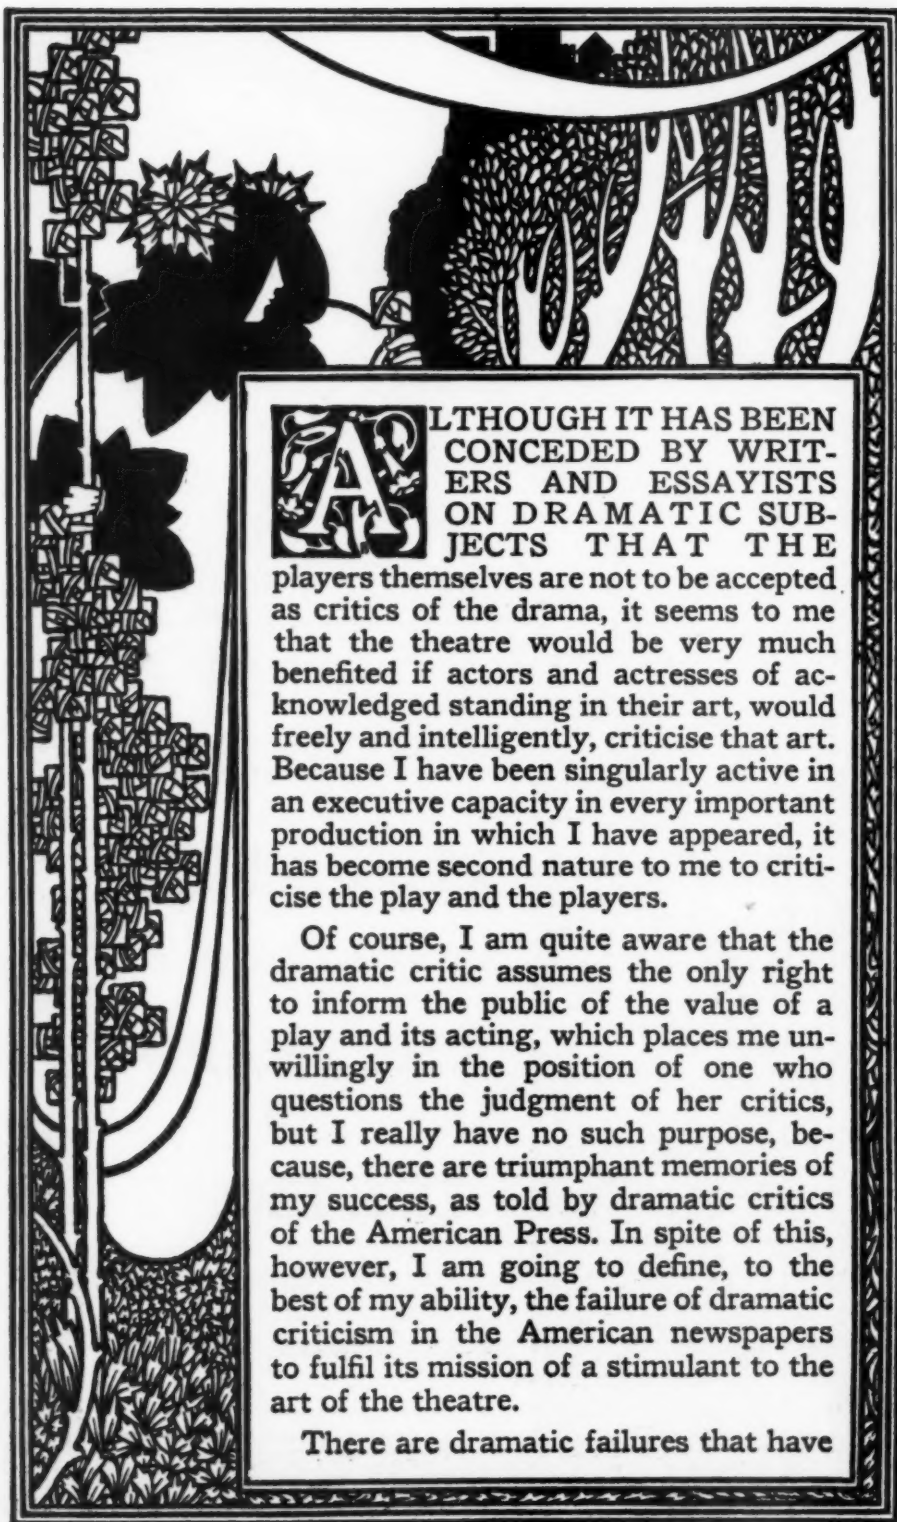 ALTHOUGH IT HAS BEEN
CONCEDED BY WRIT-
ERS AND ESSAYISTS
ON DRAMATIC SUB-
JECTS THAT THE
players themselves are not to be accepted
as critics of the drama, it seems to me
that the theatre would be very much
benefited if actors and actresses of ac-
knowledged standing in their art, would
freely and intelligently, criticise that art.
Because I have been singularly active in
an executive capacity in every important
production in which I have appeared, it
has become second nature to me to criti-
cise the play and the players.
Of course, I am quite aware that the
dramatic critic assumes the only right
to inform the public of the value of a
play and its acting, which places me un-
willingly in the position of one who
questions the judgment of her critics,
but I really have no such purpose, be-
cause, there are triumphant memories of
my success, as told by dramatic critics
of the American Press. In spite of this,
however, I am going to define, to the
best of my ability, the failure of dramatic
criticism in the American newspapers
to fulfil its mission of a stimulant to the
art of the theatre.
There are dramatic failures that have